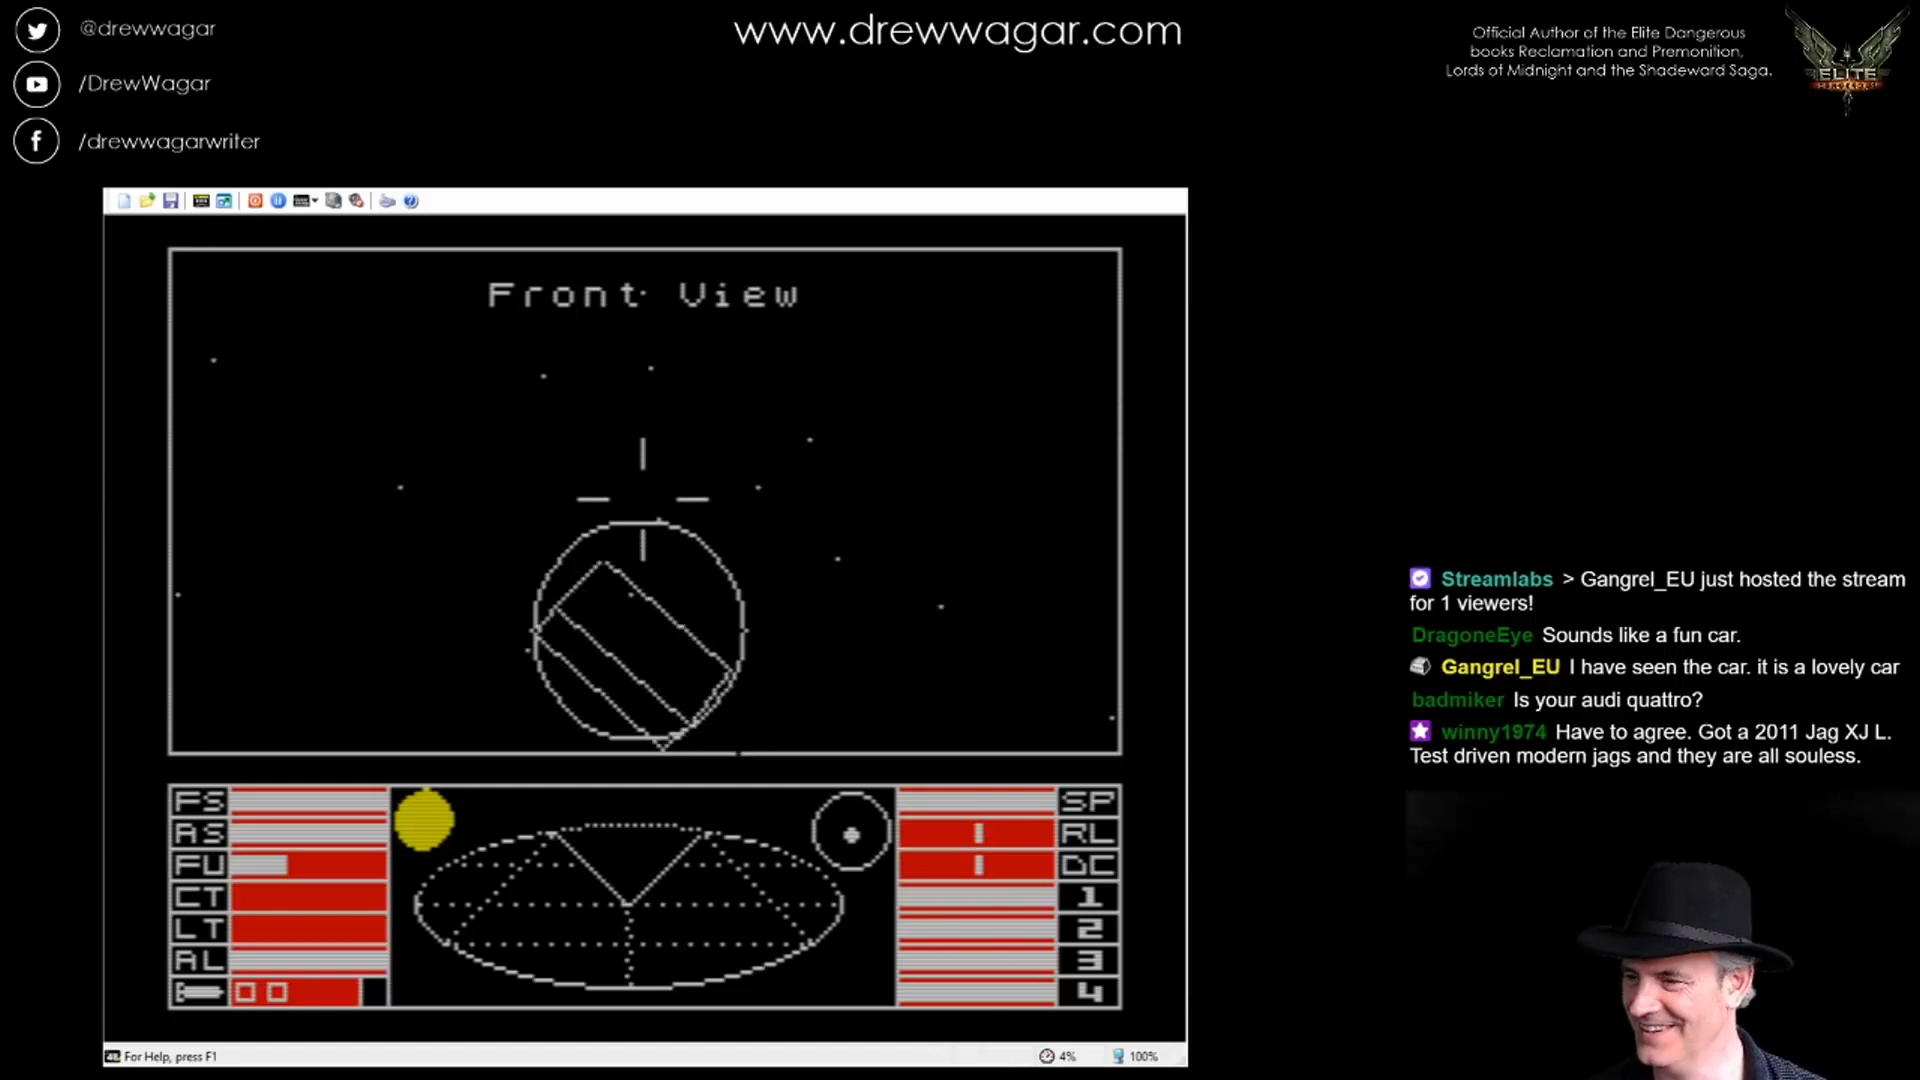 @drewwagar
/DrewWagar
/drewwagarwriter
www.drewwagar.com
Official Author of the Elite Dangerous
books Reclamation and Premonition,
Lords of Midnight and the Shadeward Saga.
ELITE
DANGEROUS
Front View
FS
AS
FU
CT
LT
AL
SP
RL
DC
1
2
3
4
For Help, press F1
4%
100%
Streamlabs > Gangrel_EU just hosted the stream
for 1 viewers!
DragoneEye Sounds like a fun car.
Gangrel_EU I have seen the car. it is a lovely car
badmiker Is your audi quattro?
winny1974 Have to agree. Got a 2011 Jag XJ L.
Test driven modern jags and they are all souless.